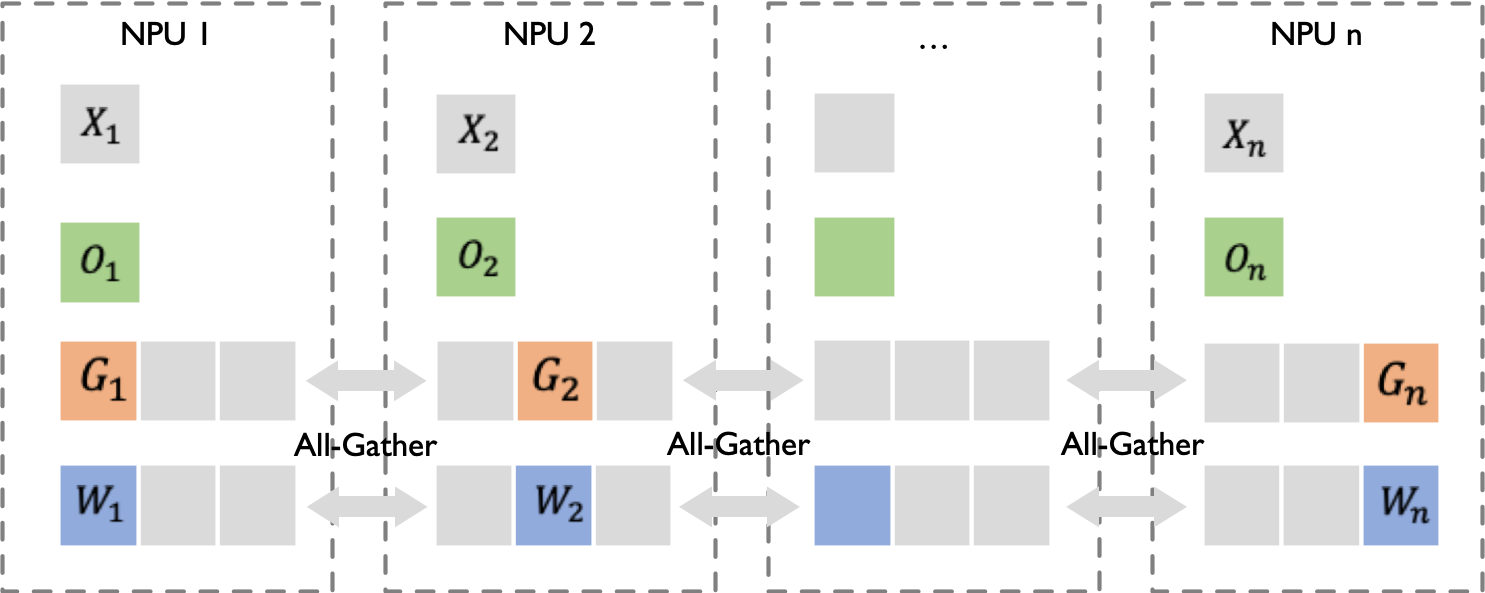 NPU 1
NPU 2
...
NPU n
X₁
X₂
Xₙ
O₁
O₂
Oₙ
G₁
G₂
Gₙ
All-Gather
All-Gather
All-Gather
W₁
W₂
Wₙ